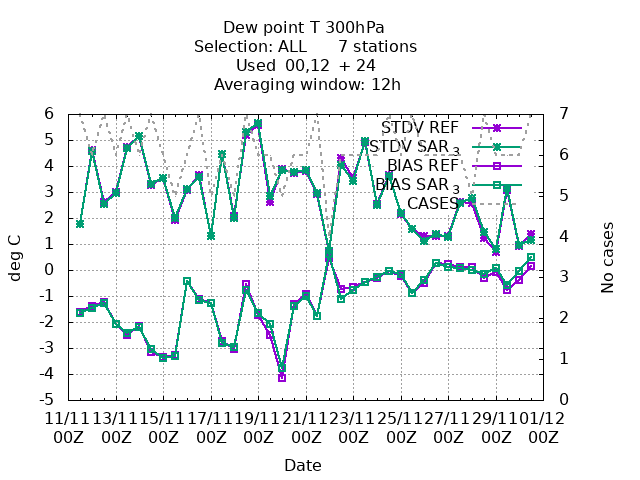 Dew point T 300hPa
Selection: ALL 7 stations
Used 00,12 + 24
Averaging window: 12h
STDV REF
STDV SAR 3
BIAS REF
BIAS SAR 3
CASES
6
5
4
3
2
1
0
-1
-2
-3
-4
-5
deg C
7
6
5
4
3
2
1
0
No cases
11/11 13/11 15/11 17/11 19/11 21/11 23/11 25/11 27/11 29/11 01/12
00Z 00Z 00Z 00Z 00Z 00Z 00Z 00Z 00Z 00Z 00Z
Date